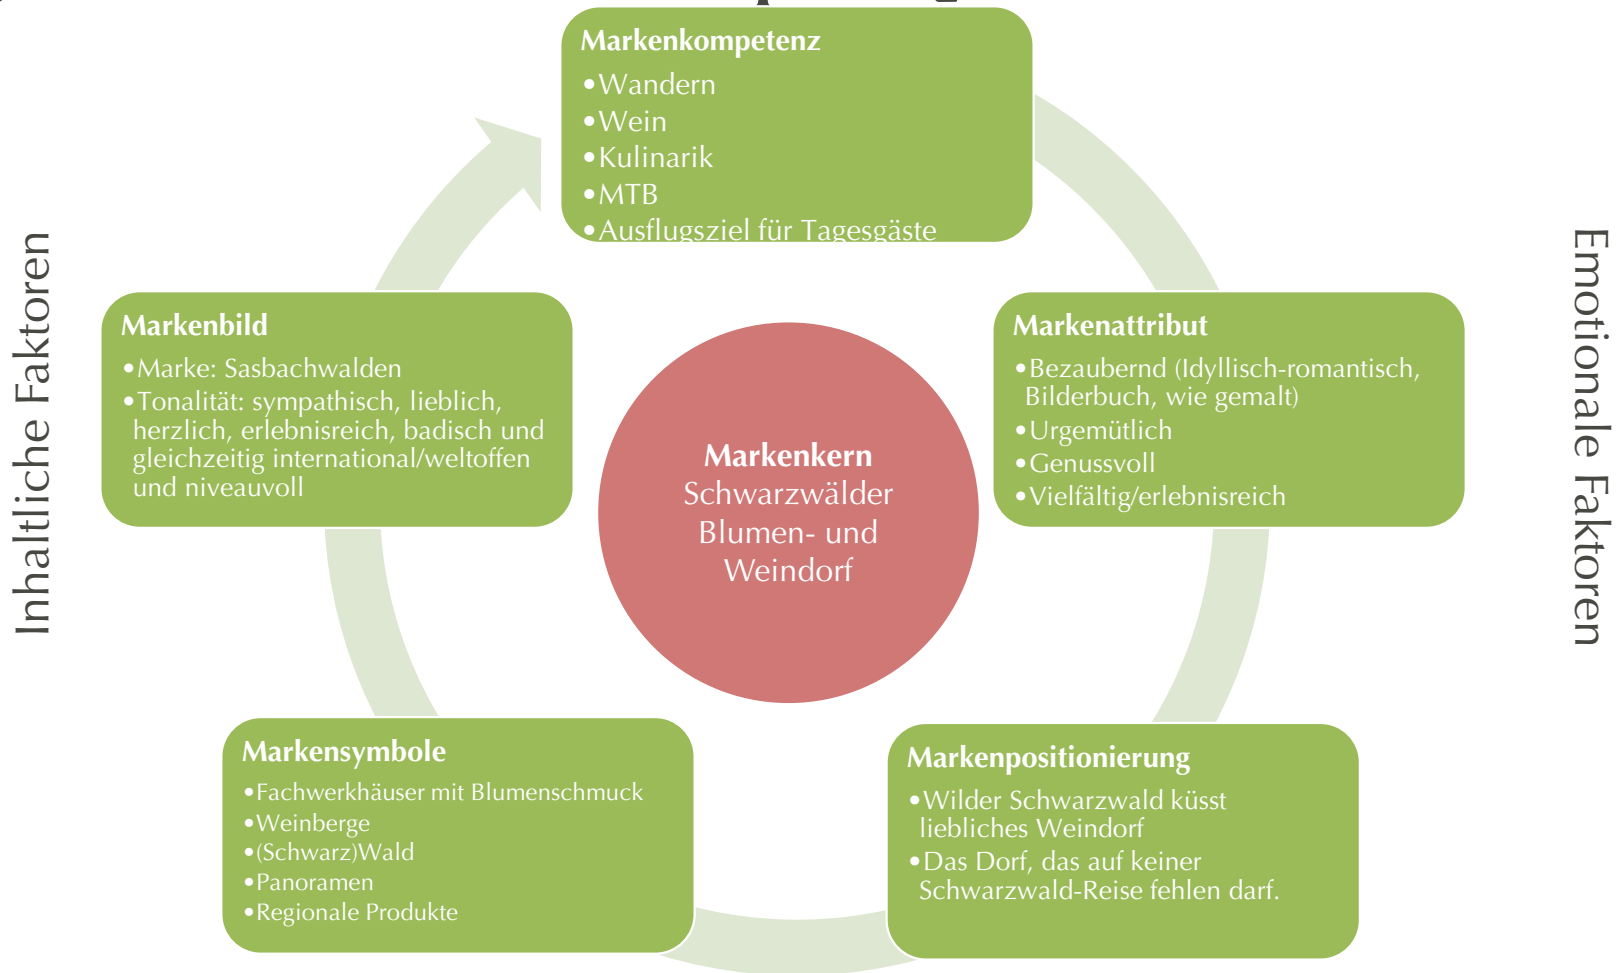 Markenkompetenz
•Wandern
•Wein
•Kulinarik
•MTB
•Ausflugsziel für Tagesgäste
Inhaltliche Faktoren
Emotionale Faktoren
Markenbild
•Marke: Sasbachwalden
•Tonalität: sympathisch, lieblich,
herzlich, erlebnisreich, badisch und
gleichzeitig international/weltoffen
und niveauvoll
Markenattribut
•Bezaubernd (Idyllisch-romantisch,
Bilderbuch, wie gemalt)
•Urgemütlich
•Genussvoll
•Vielfältig/erlebnisreich
Markenkern
Schwarzwälder
Blumen- und
Weindorf
Markensymbole
•Fachwerkhäuser mit Blumenschmuck
•Weinberge
•(Schwarz)Wald
•Panoramen
•Regionale Produkte
Markenpositionierung
•Wilder Schwarzwald küsst
liebliches Weindorf
•Das Dorf, das auf keiner
Schwarzwald-Reise fehlen darf.